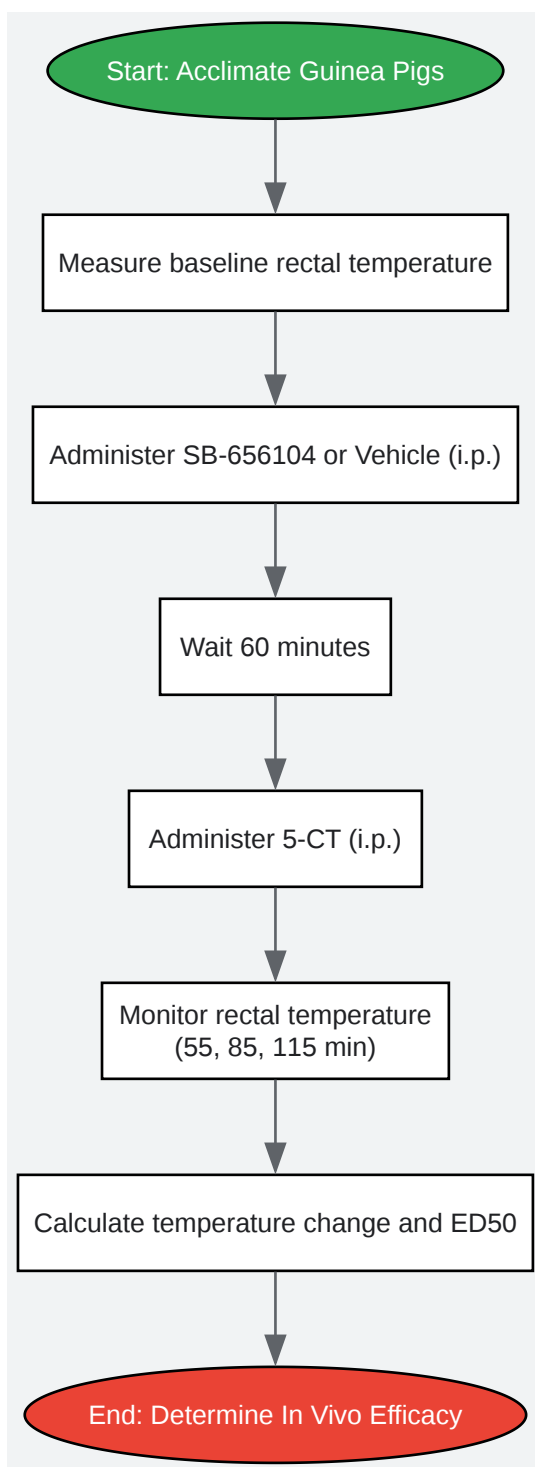 Start: Acclimate Guinea Pigs
Measure baseline rectal temperature
Administer SB-656104 or Vehicle (i.p.)
Wait 60 minutes
Administer 5-CT (i.p.)
Monitor rectal temperature
(55, 85, 115 min)
Calculate temperature change and ED50
End: Determine In Vivo Efficacy